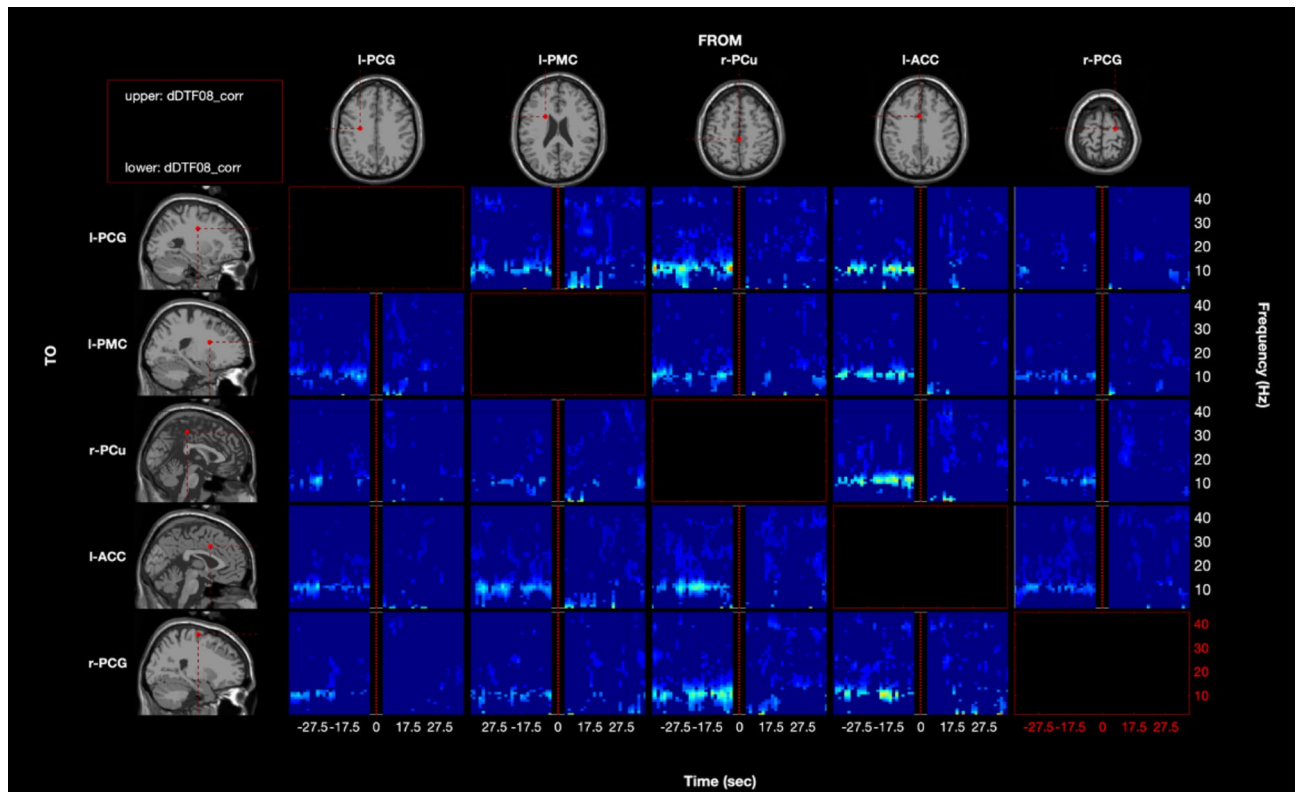 FROM
l-PCG l-PMC r-PCu l-ACC r-PCG
upper: dDTF08_corr
lower: dDTF08_corr
TO
l-PCG
l-PMC
r-PCu
l-ACC
r-PCG
40
30
20
10
40
30
20
10
40
30
20
10
40
30
20
10
40
30
20
10
Frequency (Hz)
-27.5 -17.5 0 17.5 27.5 27.5 -17.5 0 17.5 27.5 -27.5 -17.5 0 17.5 27.5 -27.5 -17.5 0 17.5 27.5 -27.5 -17.5 0 17.5 27.5
Time (sec)